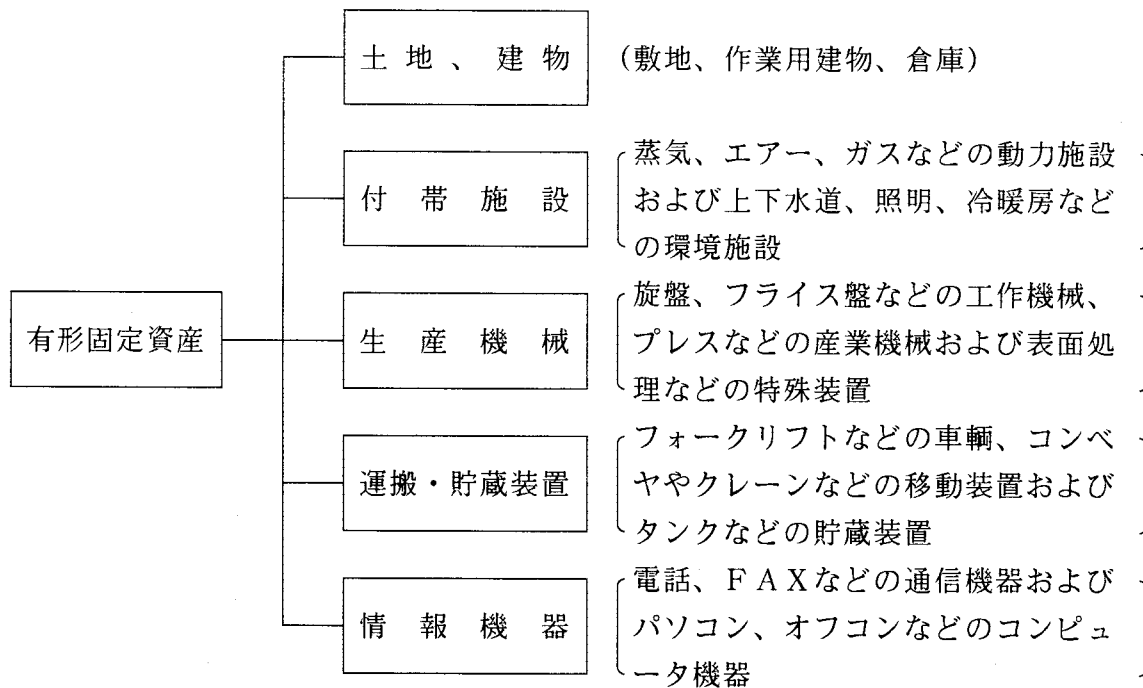 土地、建物
(敷地、作業用建物、倉庫)
付帯施設
蒸気、エアー、ガスなどの動力施設
および上下水道、照明、冷暖房など
の環境施設
有形固定資産
生産機械
旋盤、フライス盤などの工作機械、
プレスなどの産業機械および表面処
理などの特殊装置
運搬・貯蔵装置
フォークリフトなどの車輌、コンベ
ヤやクレーンなどの移動装置および
タンクなどの貯蔵装置
情報機器
電話、ＦＡＸなどの通信機器および
パソコン、オフコンなどのコンピュ
ータ機器